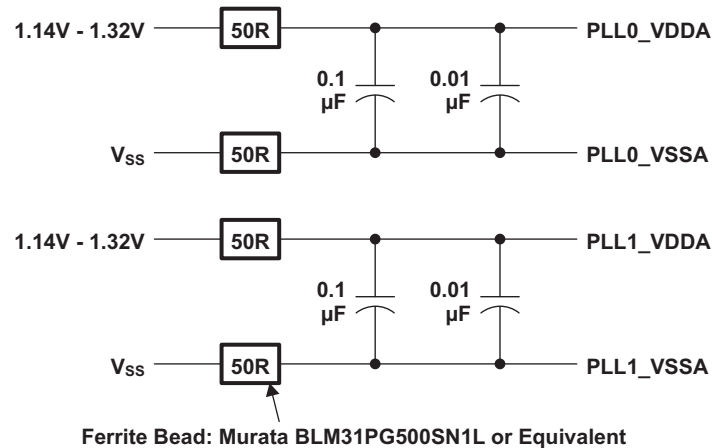 1.14V - 1.32V 50R PLL0_VDDA
0.1 µF 0.01 µF
VSS 50R PLL0_VSSA
1.14V - 1.32V 50R PLL1_VDDA
0.1 µF 0.01 µF
VSS 50R PLL1_VSSA
Ferrite Bead: Murata BLM31PG500SN1L or Equivalent